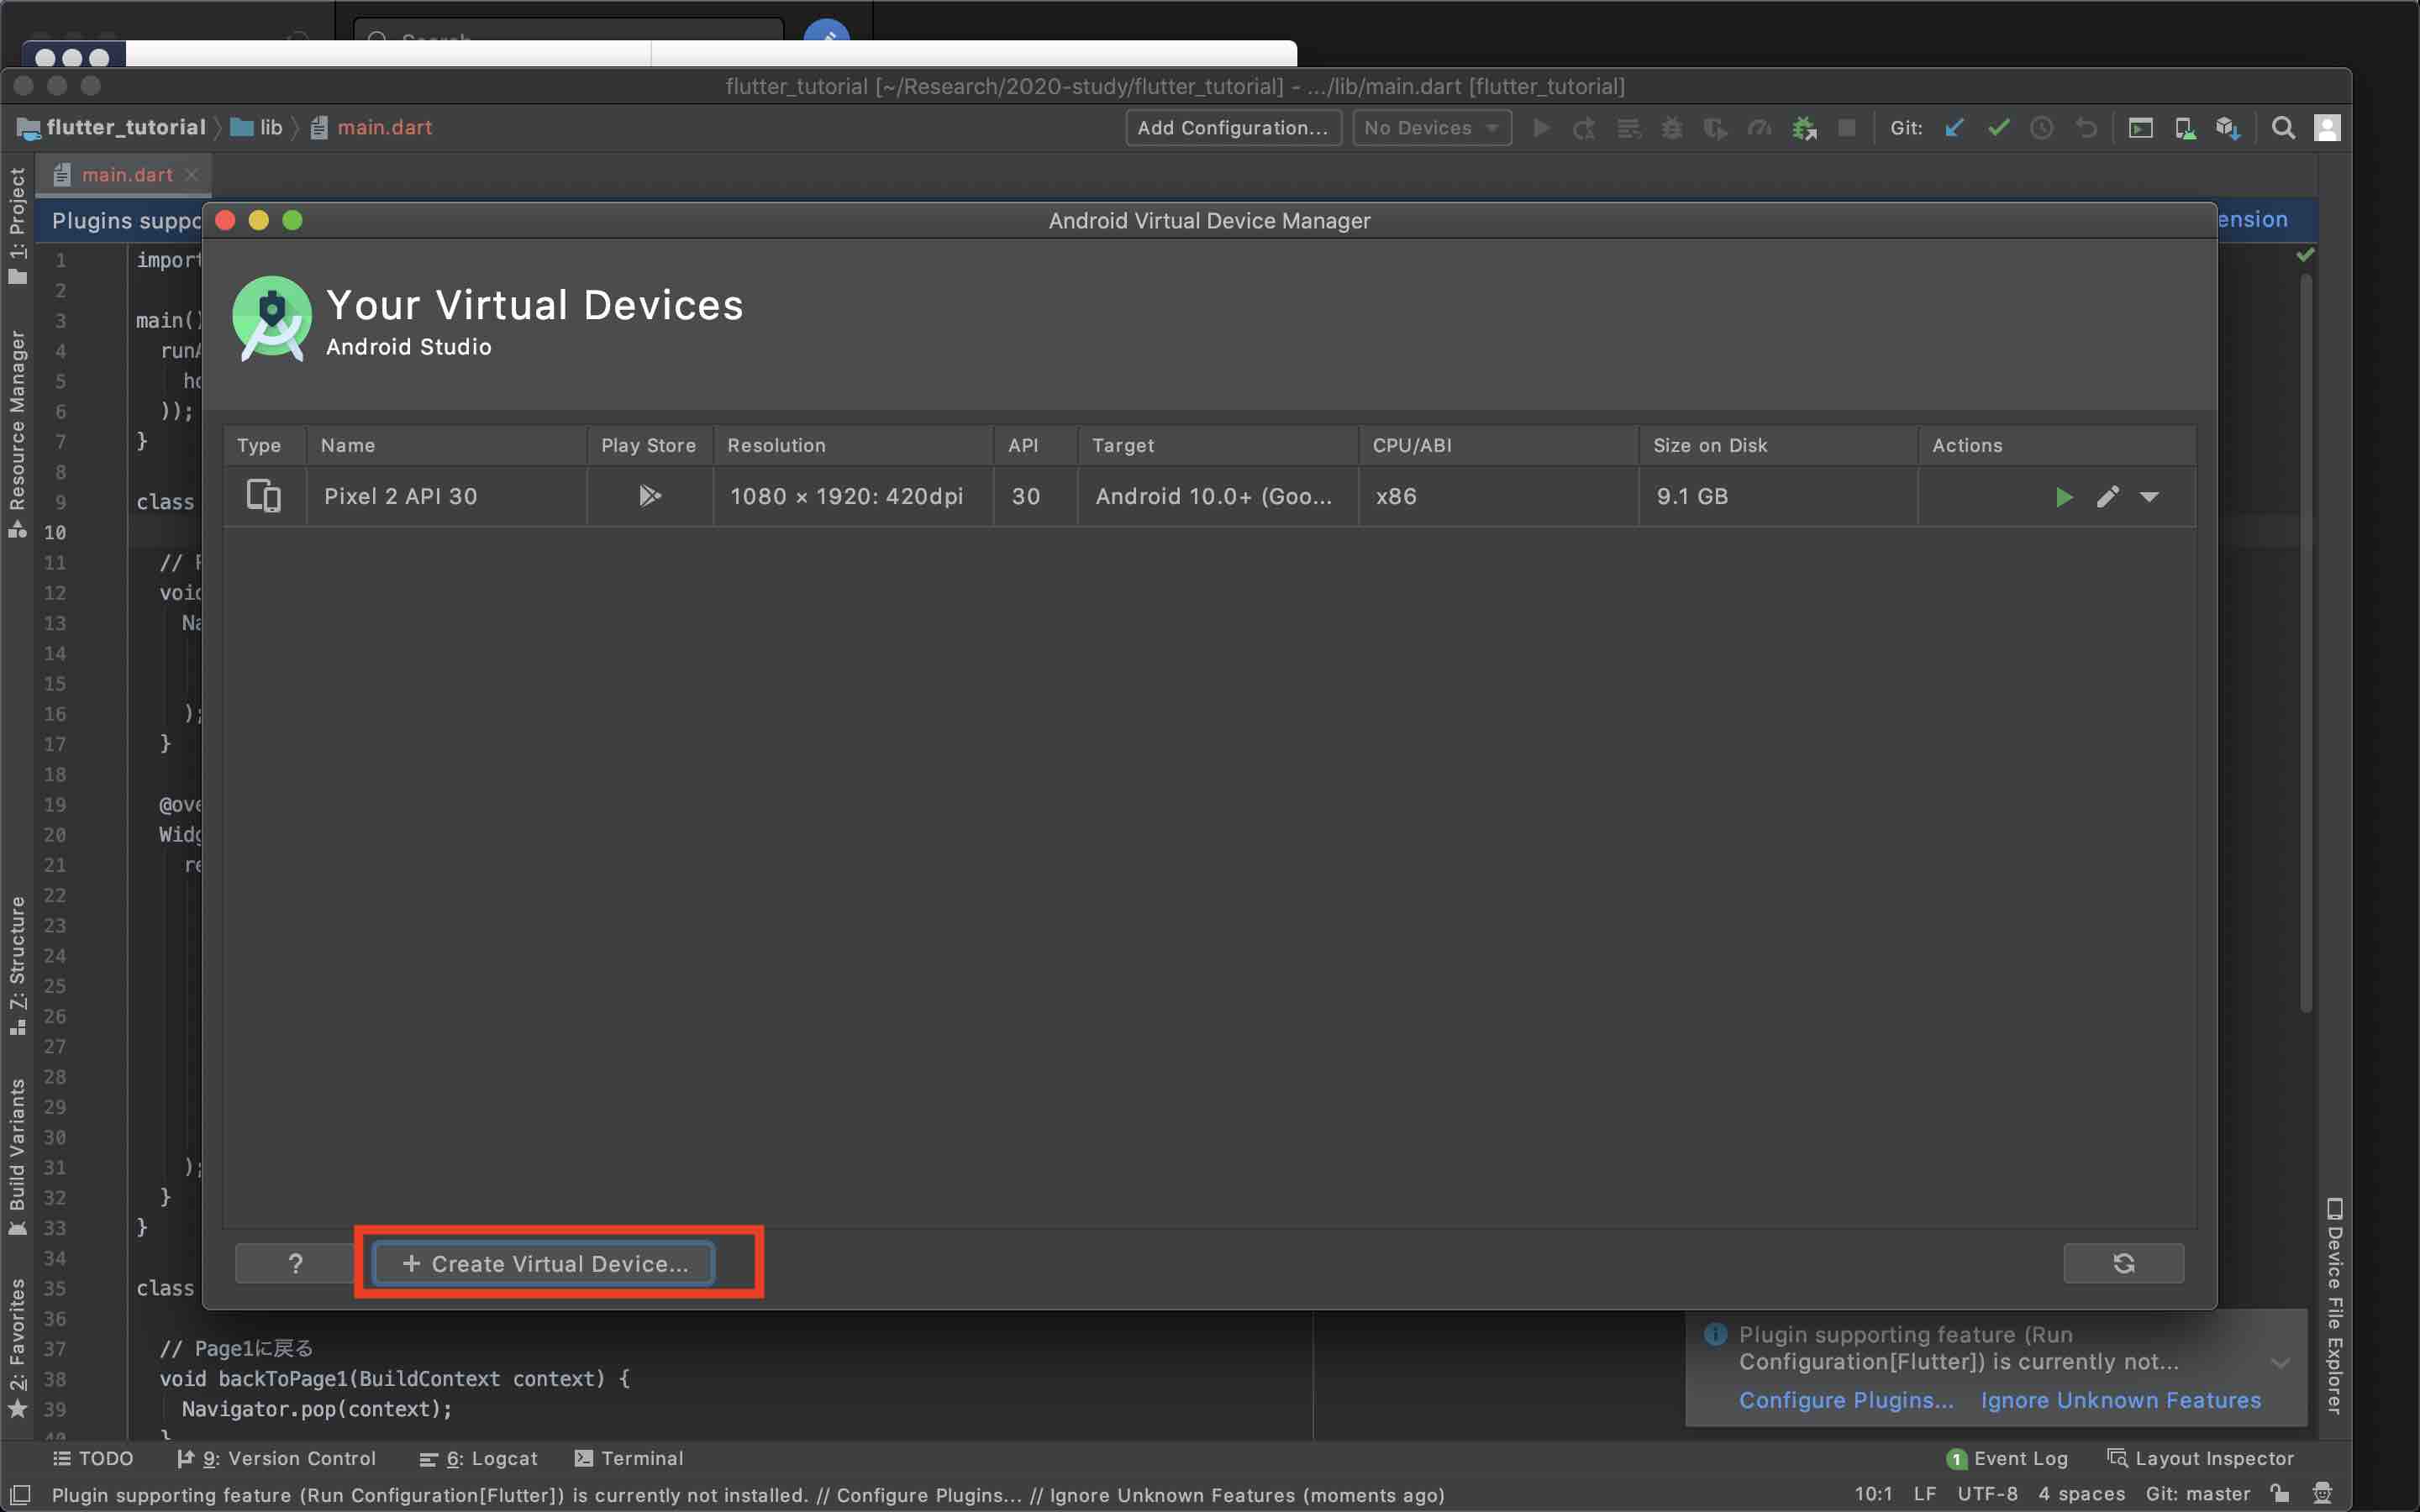 flutter_tutorial [~/Research/2020-study/flutter_tutorial] - .../lib/main.dart [flutter_tutorial]
flutter_tutorial
lib
main.dart
Add Configuration...
No Devices
Git:
main.dart
Plugins suppo
ension
Android Virtual Device Manager
Your Virtual Devices
Android Studio
Type Name Play Store Resolution API Target CPU/ABI Size on Disk Actions
Pixel 2 API 30 1080 × 1920: 420dpi 30 Android 10.0+ (Goo... x86 9.1 GB
?
+ Create Virtual Device...
1: Project
Resource Manager
Z: Structure
Build Variants
2: Favorites
Device File Explorer
1 import
2
3 main()
4 runA
5 ho
6 ));
7 }
8
9 class
10
11 // 
12 void
13 Na
14
15
16 );
17 }
18
19 @ove
20 Widg
21 re
22
23
24
25
26
27
28
29
30
31 );
32 }
33 }
34
35 class
36
37 // Page1に戻る
38 void backToPage1(BuildContext context) {
39 Navigator.pop(context);
40 }
Plugin supporting feature (Run
Configuration[Flutter]) is currently not...
Configure Plugins... Ignore Unknown Features
TODO 9: Version Control 6: Logcat Terminal
1 Event Log Layout Inspector
Plugin supporting feature (Run Configuration[Flutter]) is currently not installed. // Configure Plugins... // Ignore Unknown Features (moments ago)
10:1 LF UTF-8 4 spaces Git: master